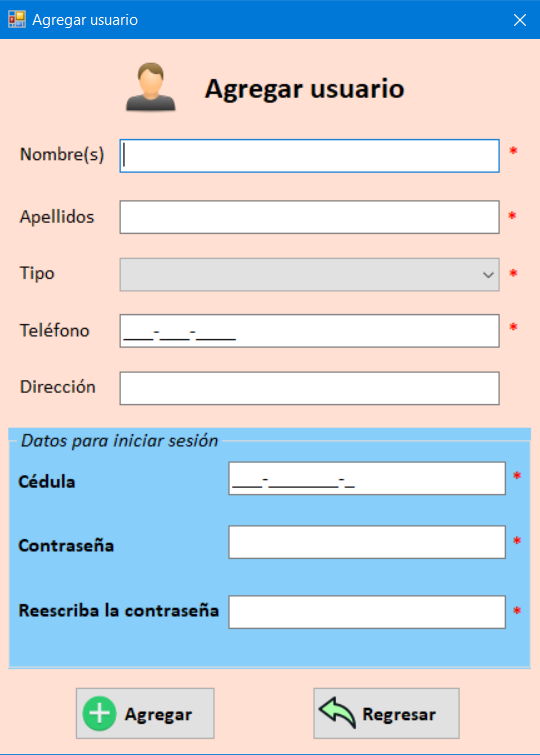 Agregar usuario
Agregar usuario
Nombre(s) *
Apellidos *
Tipo *
Teléfono ___-___-____ *
Dirección
Datos para iniciar sesión
Cédula ___-_______-_ *
Contraseña *
Reescriba la contraseña *
Agregar Regresar